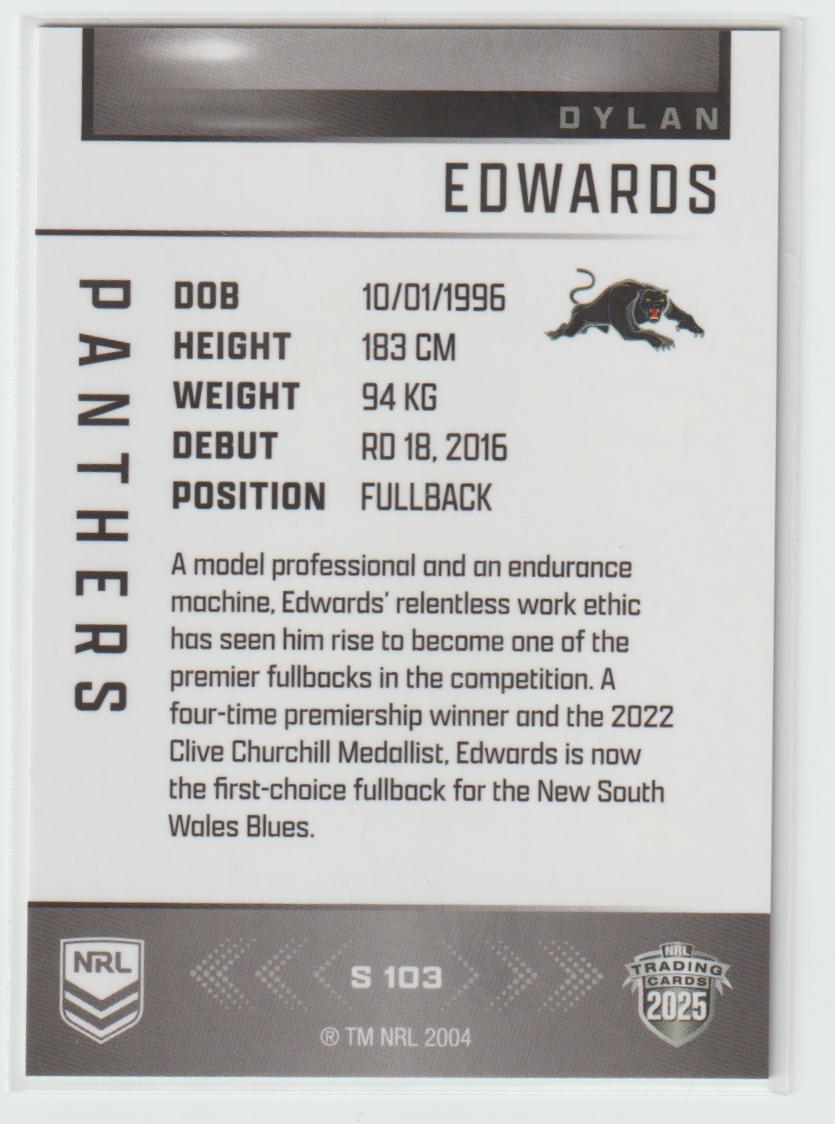 DYLAN
EDWARDS
PANTHERS
DOB 10/01/1996
HEIGHT 183 CM
WEIGHT 94 KG
DEBUT RD 18, 2016
POSITION FULLBACK
A model professional and an endurance
machine, Edwards' relentless work ethic
has seen him rise to become one of the
premier fullbacks in the competition. A
four-time premiership winner and the 2022
Clive Churchill Medallist, Edwards is now
the first-choice fullback for the New South
Wales Blues.
NRL
S 103
® TM NRL 2004
NRL
TRADING
CARDS
2025